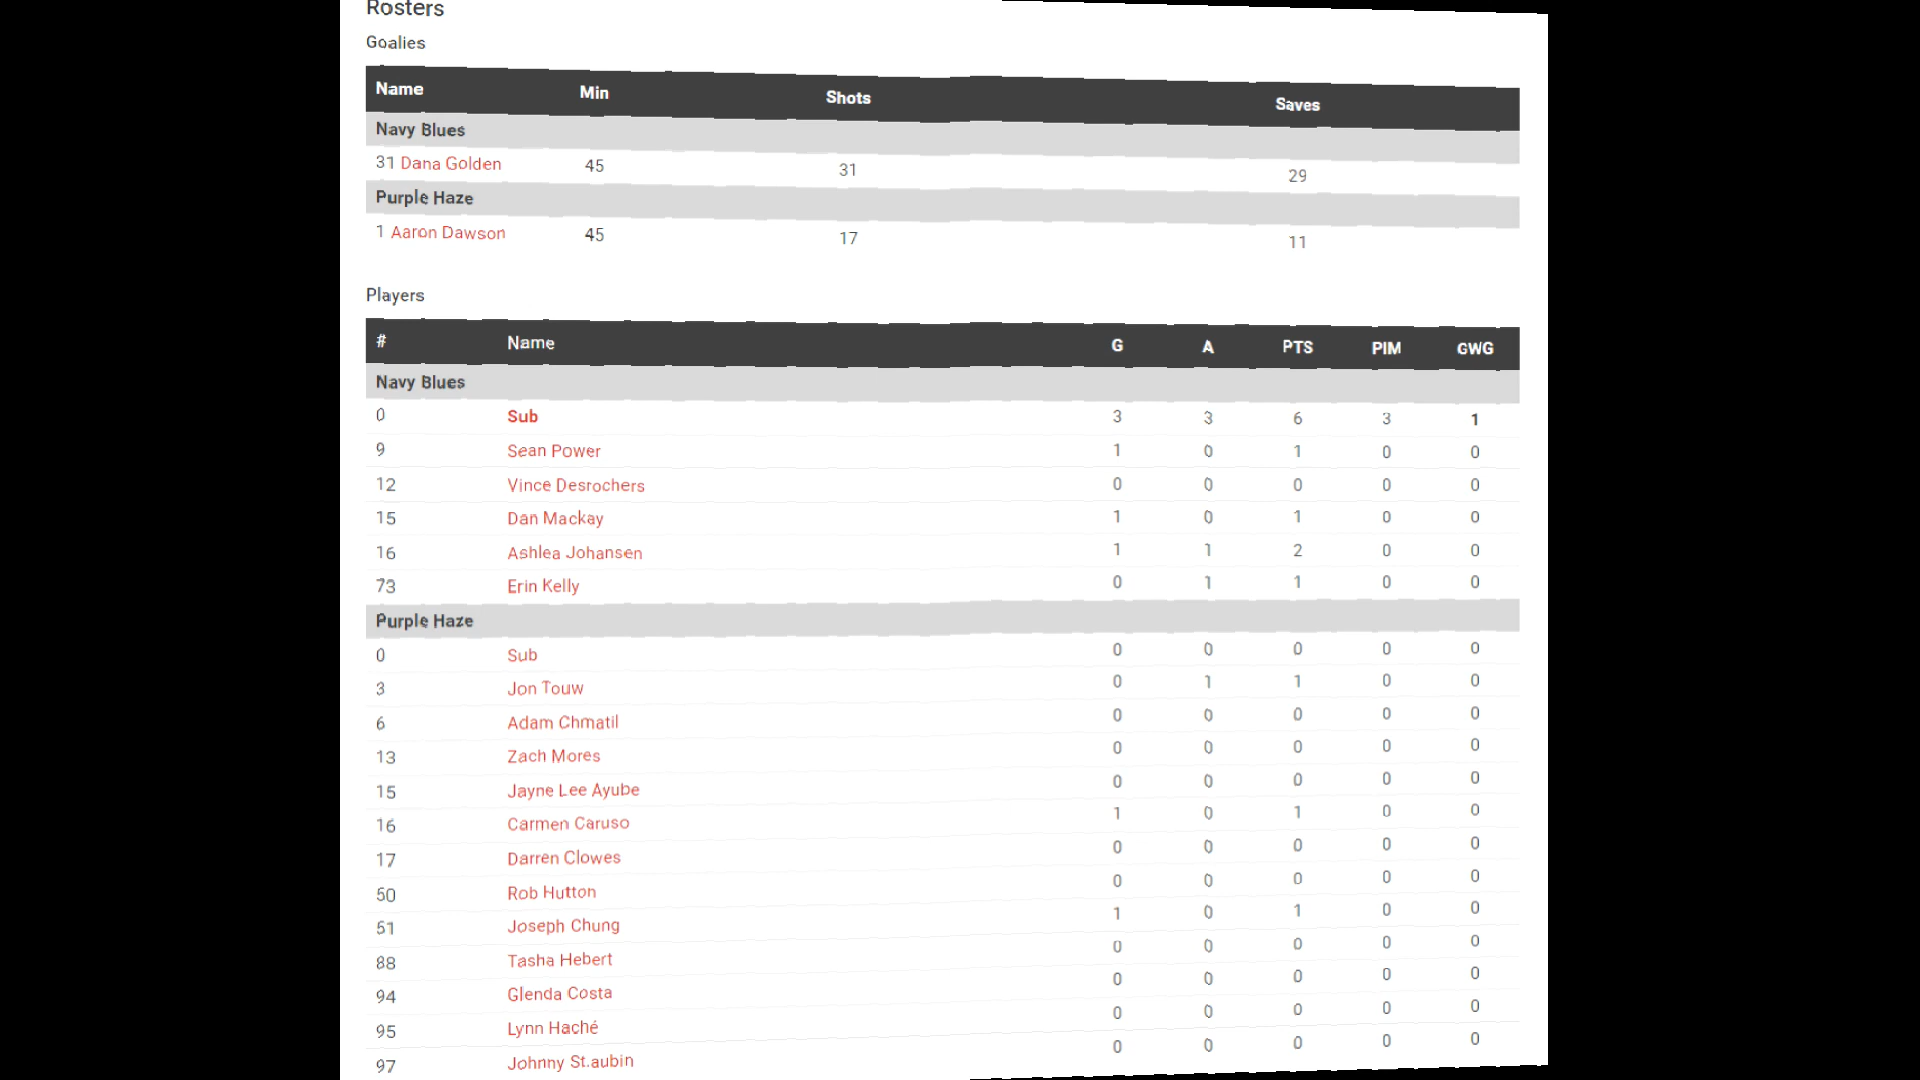 Rosters
Goalies
Name Min Shots Saves
Navy Blues
31 Dana Golden 45 31 29
Purple Haze
1 Aaron Dawson 45 17 11
Players
# Name G A PTS PIM GWG
Navy Blues
0 Sub 3 3 6 3 1
9 Sean Power 1 0 1 0 0
12 Vince Desrochers 0 0 0 0 0
15 Dan Mackay 1 0 1 0 0
16 Ashlea Johansen 1 1 2 0 0
73 Erin Kelly 0 1 1 0 0
Purple Haze
0 Sub 0 0 0 0 0
3 Jon Touw 0 1 1 0 0
6 Adam Chmatil 0 0 0 0 0
13 Zach Mores 0 0 0 0 0
15 Jayne Lee Ayube 0 0 0 0 0
16 Carmen Caruso 1 0 1 0 0
17 Darren Clowes 0 0 0 0 0
50 Rob Hutton 0 0 0 0 0
51 Joseph Chung 1 0 1 0 0
88 Tasha Hebert 0 0 0 0 0
94 Glenda Costa 0 0 0 0 0
95 Lynn Haché 0 0 0 0 0
97 Johnny St.aubin 0 0 0 0 0